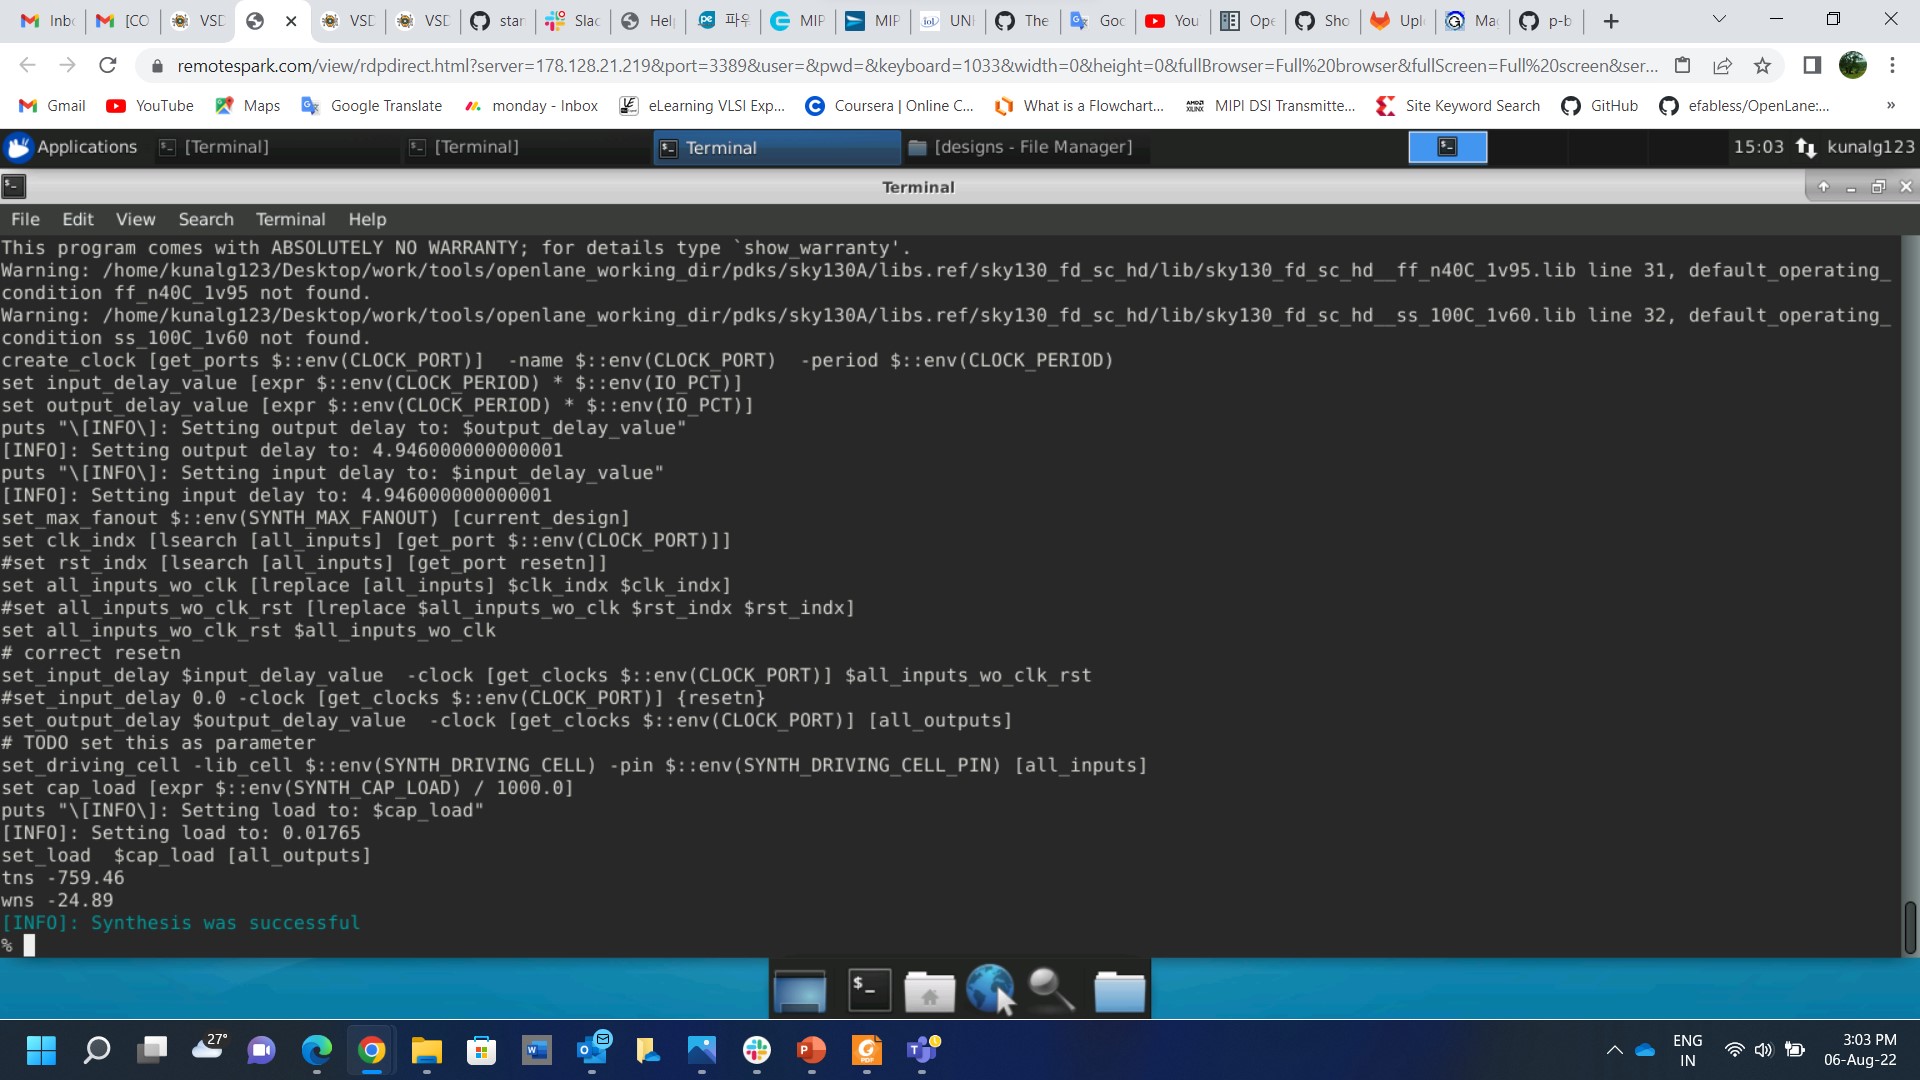 Inb
[CO
VSD
VSD
VSD
star
Slac
Hel
파우
MIP
MIP
UNI
The
Goo
You
Ope
Sho
Upl
Ma
p-b
remotespark.com/view/rdpdirect.html?server=178.128.21.219&port=3389&user=&pwd=&keyboard=1033&width=0&height=0&fullBrowser=Full%20browser&fullScreen=Full%20screen&ser...
Gmail YouTube Maps Google Translate monday - Inbox eLearning VLSI Exp... Coursera | Online C... What is a Flowchart... MIPI DSI Transmitte... Site Keyword Search GitHub efabless/OpenLane:... »
Applications [Terminal] [Terminal] Terminal [designs - File Manager] 15:03 kunalg123
Terminal
File Edit View Search Terminal Help
This program comes with ABSOLUTELY NO WARRANTY; for details type `show_warranty'.
Warning: /home/kunalg123/Desktop/work/tools/openlane_working_dir/pdks/sky130A/libs.ref/sky130_fd_sc_hd/lib/sky130_fd_sc_hd__ff_n40C_1v95.lib line 31, default_operating_
condition ff_n40C_1v95 not found.
Warning: /home/kunalg123/Desktop/work/tools/openlane_working_dir/pdks/sky130A/libs.ref/sky130_fd_sc_hd/lib/sky130_fd_sc_hd__ss_100C_1v60.lib line 32, default_operating_
condition ss_100C_1v60 not found.
create_clock [get_ports $::env(CLOCK_PORT)]  -name $::env(CLOCK_PORT)  -period $::env(CLOCK_PERIOD)
set input_delay_value [expr $::env(CLOCK_PERIOD) * $::env(IO_PCT)]
set output_delay_value [expr $::env(CLOCK_PERIOD) * $::env(IO_PCT)]
puts "\[INFO\]: Setting output delay to: $output_delay_value"
[INFO]: Setting output delay to: 4.946000000000001
puts "\[INFO\]: Setting input delay to: $input_delay_value"
[INFO]: Setting input delay to: 4.946000000000001
set_max_fanout $::env(SYNTH_MAX_FANOUT) [current_design]
set clk_indx [lsearch [all_inputs] [get_port $::env(CLOCK_PORT)]]
#set rst_indx [lsearch [all_inputs] [get_port resetn]]
set all_inputs_wo_clk [lreplace [all_inputs] $clk_indx $clk_indx]
#set all_inputs_wo_clk_rst [lreplace $all_inputs_wo_clk $rst_indx $rst_indx]
set all_inputs_wo_clk_rst $all_inputs_wo_clk
# correct resetn
set_input_delay $input_delay_value  -clock [get_clocks $::env(CLOCK_PORT)] $all_inputs_wo_clk_rst
#set_input_delay 0.0 -clock [get_clocks $::env(CLOCK_PORT)] {resetn}
set_output_delay $output_delay_value  -clock [get_clocks $::env(CLOCK_PORT)] [all_outputs]
# TODO set this as parameter
set_driving_cell -lib_cell $::env(SYNTH_DRIVING_CELL) -pin $::env(SYNTH_DRIVING_CELL_PIN) [all_inputs]
set cap_load [expr $::env(SYNTH_CAP_LOAD) / 1000.0]
puts "\[INFO\]: Setting load to: $cap_load"
[INFO]: Setting load to: 0.01765
set_load  $cap_load [all_outputs]
tns -759.46
wns -24.89
[INFO]: Synthesis was successful
%
27°
ENG
IN
3:03 PM
06-Aug-22